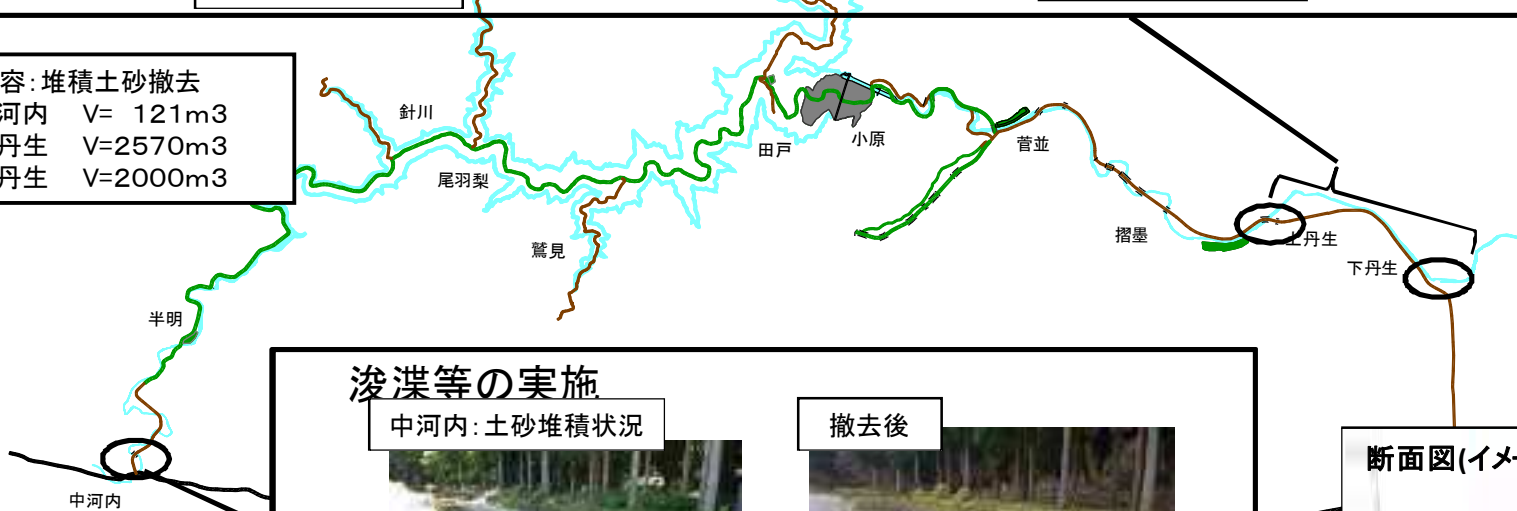 容：堆積土砂撤去
河内　V=　121m3
丹生　V=2570m3
丹生　V=2000m3
針川
尾羽梨
鷲見
田戸
小原
菅並
摺墨
上丹生
下丹生
半明
中河内
浚渫等の実施
中河内：土砂堆積状況
撤去後
断面図(イメ